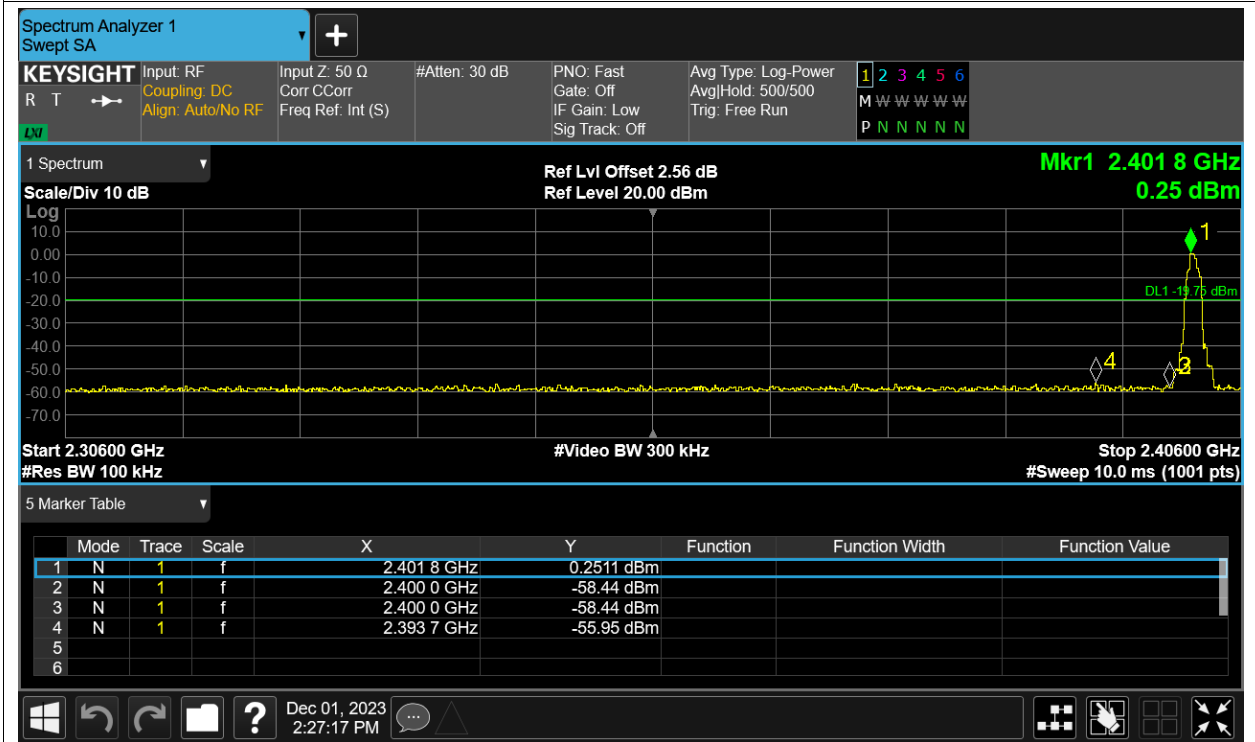 Spectrum Analyzer 1
Swept SA
+
KEYSIGHT
R T
LXI
Input: RF
Coupling: DC
Align: Auto/No RF
Input Z: 50 Ω
Corr CCorr
Freq Ref: Int (S)
#Atten: 30 dB
PNO: Fast
Gate: Off
IF Gain: Low
Sig Track: Off
Avg Type: Log-Power
Avg|Hold: 500/500
Trig: Free Run
1 2 3 4 5 6
M W W W W W
P N N N N N
1 Spectrum
Scale/Div 10 dB
Ref Lvl Offset 2.56 dB
Ref Level 20.00 dBm
Mkr1 2.401 8 GHz
0.25 dBm
Log
10.0
0.00
-10.0
-20.0
-30.0
-40.0
-50.0
-60.0
-70.0
1
DL1 -19.75 dBm
4
Start 2.30600 GHz
#Res BW 100 kHz
#Video BW 300 kHz
Stop 2.40600 GHz
#Sweep 10.0 ms (1001 pts)
5 Marker Table
Mode Trace Scale X Y Function Function Width Function Value
1 N 1 f 2.401 8 GHz 0.2511 dBm
2 N 1 f 2.400 0 GHz -58.44 dBm
3 N 1 f 2.400 0 GHz -58.44 dBm
4 N 1 f 2.393 7 GHz -55.95 dBm
5
6
?
Dec 01, 2023
2:27:17 PM